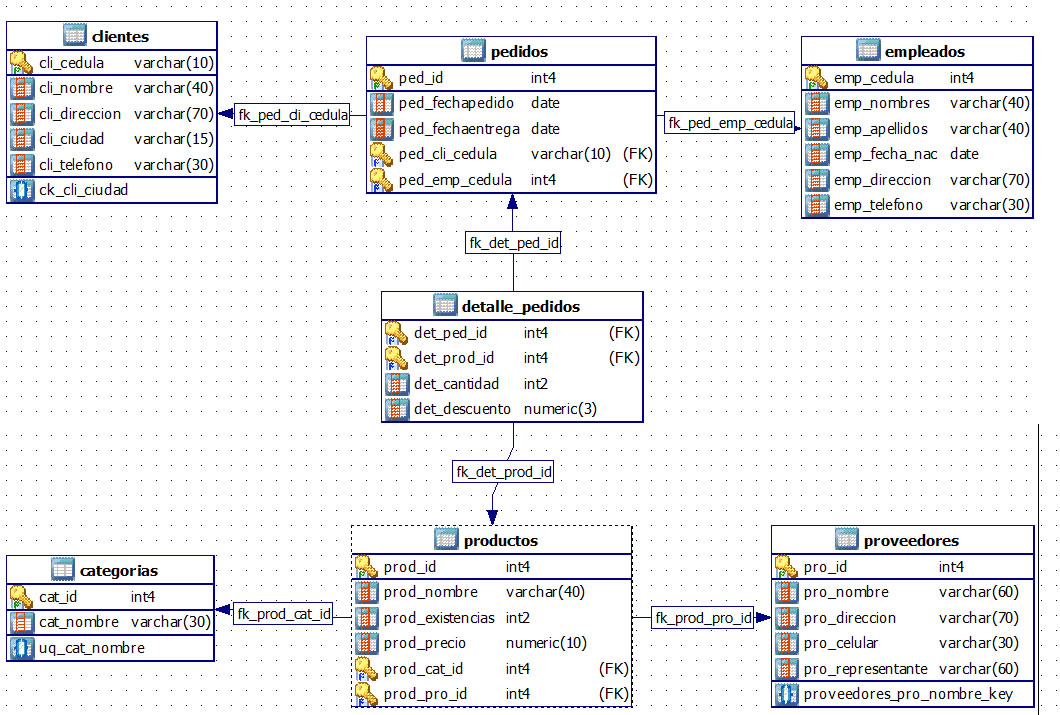 clientes
cli_cedula varchar(10)
cli_nombre varchar(40)
cli_direccion varchar(70)
cli_ciudad varchar(15)
cli_telefono varchar(30)
ck_cli_ciudad
fk_ped_di_cedula
pedidos
ped_id int4
ped_fechapedido date
ped_fechaentrega date
ped_cli_cedula varchar(10) (FK)
ped_emp_cedula int4 (FK)
fk_ped_emp_cedula
empleados
emp_cedula int4
emp_nombres varchar(40)
emp_apellidos varchar(40)
emp_fecha_nac date
emp_direccion varchar(70)
emp_telefono varchar(30)
fk_det_ped_id
detalle_pedidos
det_ped_id int4 (FK)
det_prod_id int4 (FK)
det_cantidad int2
det_descuento numeric(3)
fk_det_prod_id
categorias
cat_id int4
cat_nombre varchar(30)
uq_cat_nombre
fk_prod_cat_id
productos
prod_id int4
prod_nombre varchar(40)
prod_existencias int2
prod_precio numeric(10)
prod_cat_id int4 (FK)
prod_pro_id int4 (FK)
fk_prod_pro_id
proveedores
pro_id int4
pro_nombre varchar(60)
pro_direccion varchar(70)
pro_celular varchar(30)
pro_representante varchar(60)
proveedores_pro_nombre_key